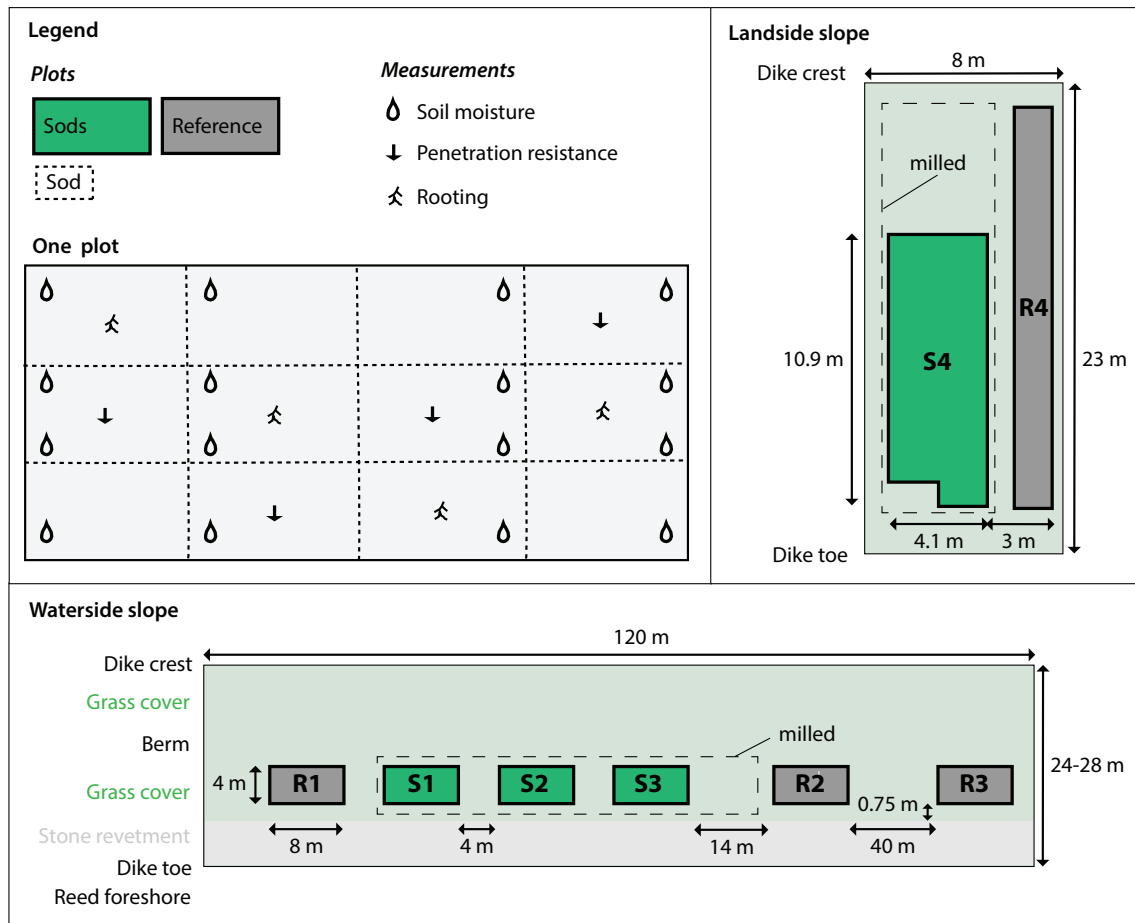 Legend
Plots
Measurements
Sods
Reference
Sod
Soil moisture
Penetration resistance
Rooting
One plot
Landside slope
8 m
Dike crest
milled
R4
S4
10.9 m
23 m
4.1 m
3 m
Dike toe
Waterside slope
120 m
Dike crest
Grass cover
Berm
milled
24-28 m
4 m
R1
S1
S2
S3
R2
R3
Grass cover
0.75 m
Stone revetment
8 m
4 m
14 m
40 m
Dike toe
Reed foreshore